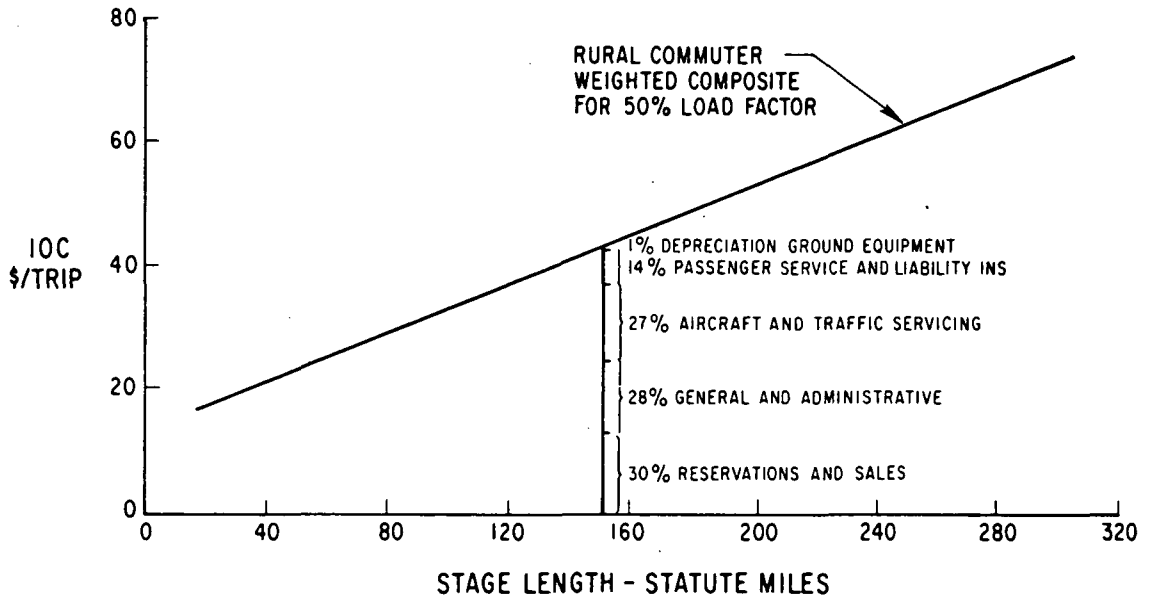 80
RURAL COMMUTER
WEIGHTED COMPOSITE
FOR 50% LOAD FACTOR
60
IOC
$/TRIP
40
1% DEPRECIATION GROUND EQUIPMENT
14% PASSENGER SERVICE AND LIABILITY INS
27% AIRCRAFT AND TRAFFIC SERVICING
20
28% GENERAL AND ADMINISTRATIVE
30% RESERVATIONS AND SALES
0
0 40 80 120 160 200 240 280 320
STAGE LENGTH - STATUTE MILES